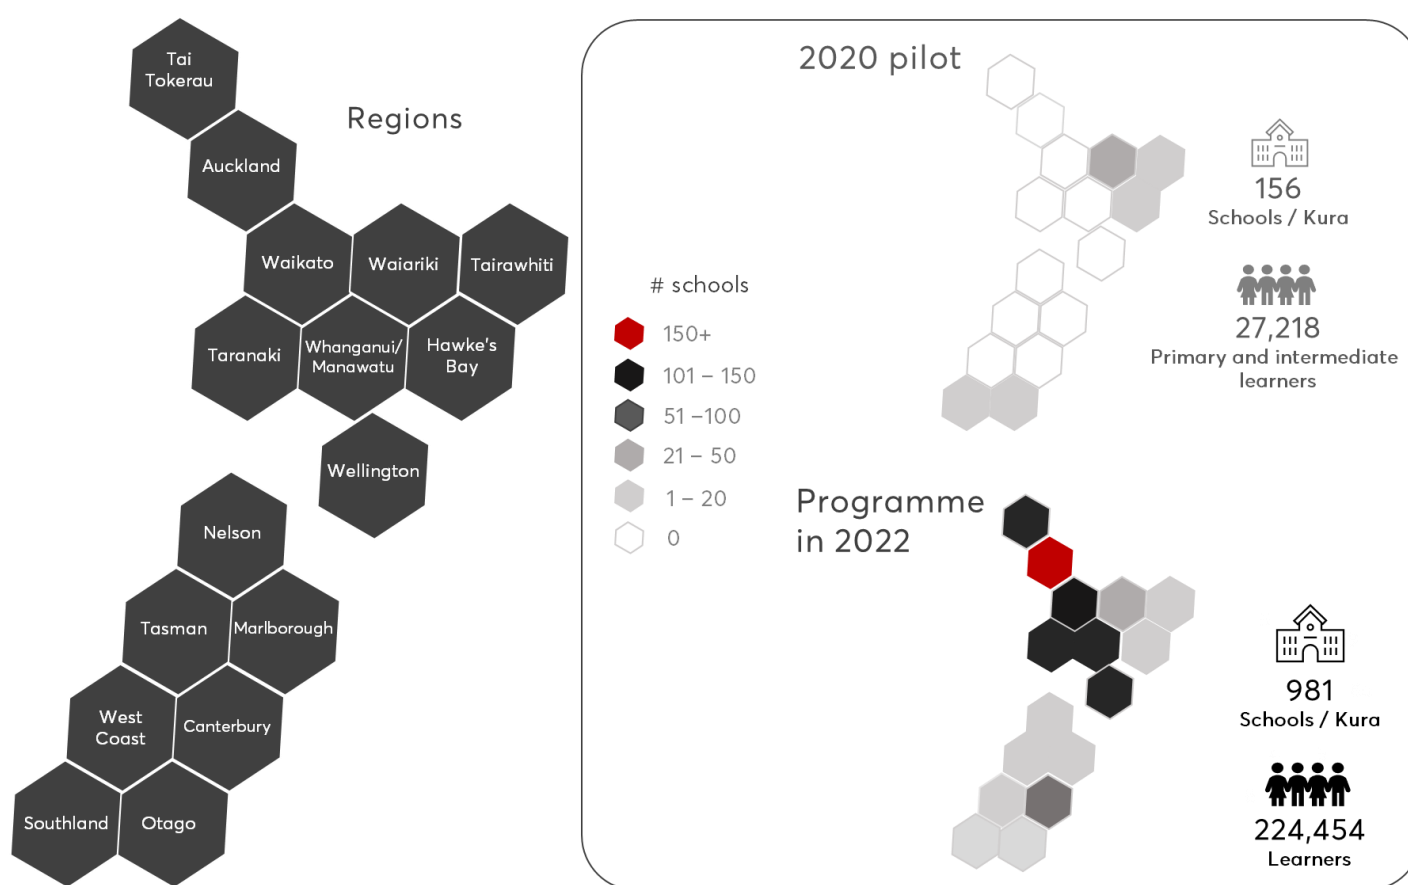 Tai
Tokerau
Regions
Auckland
Waikato
Waiariki
Tairawhiti
Taranaki
Whanganui/
Manawatu
Hawke's
Bay
Wellington
Nelson
Tasman
Marlborough
West
Coast
Canterbury
Southland
Otago
# schools
150+
101 – 150
51 –100
21 – 50
1 – 20
0
2020 pilot
156
Schools / Kura
27,218
Primary and intermediate
learners
Programme
in 2022
981
Schools / Kura
224,454
Learners